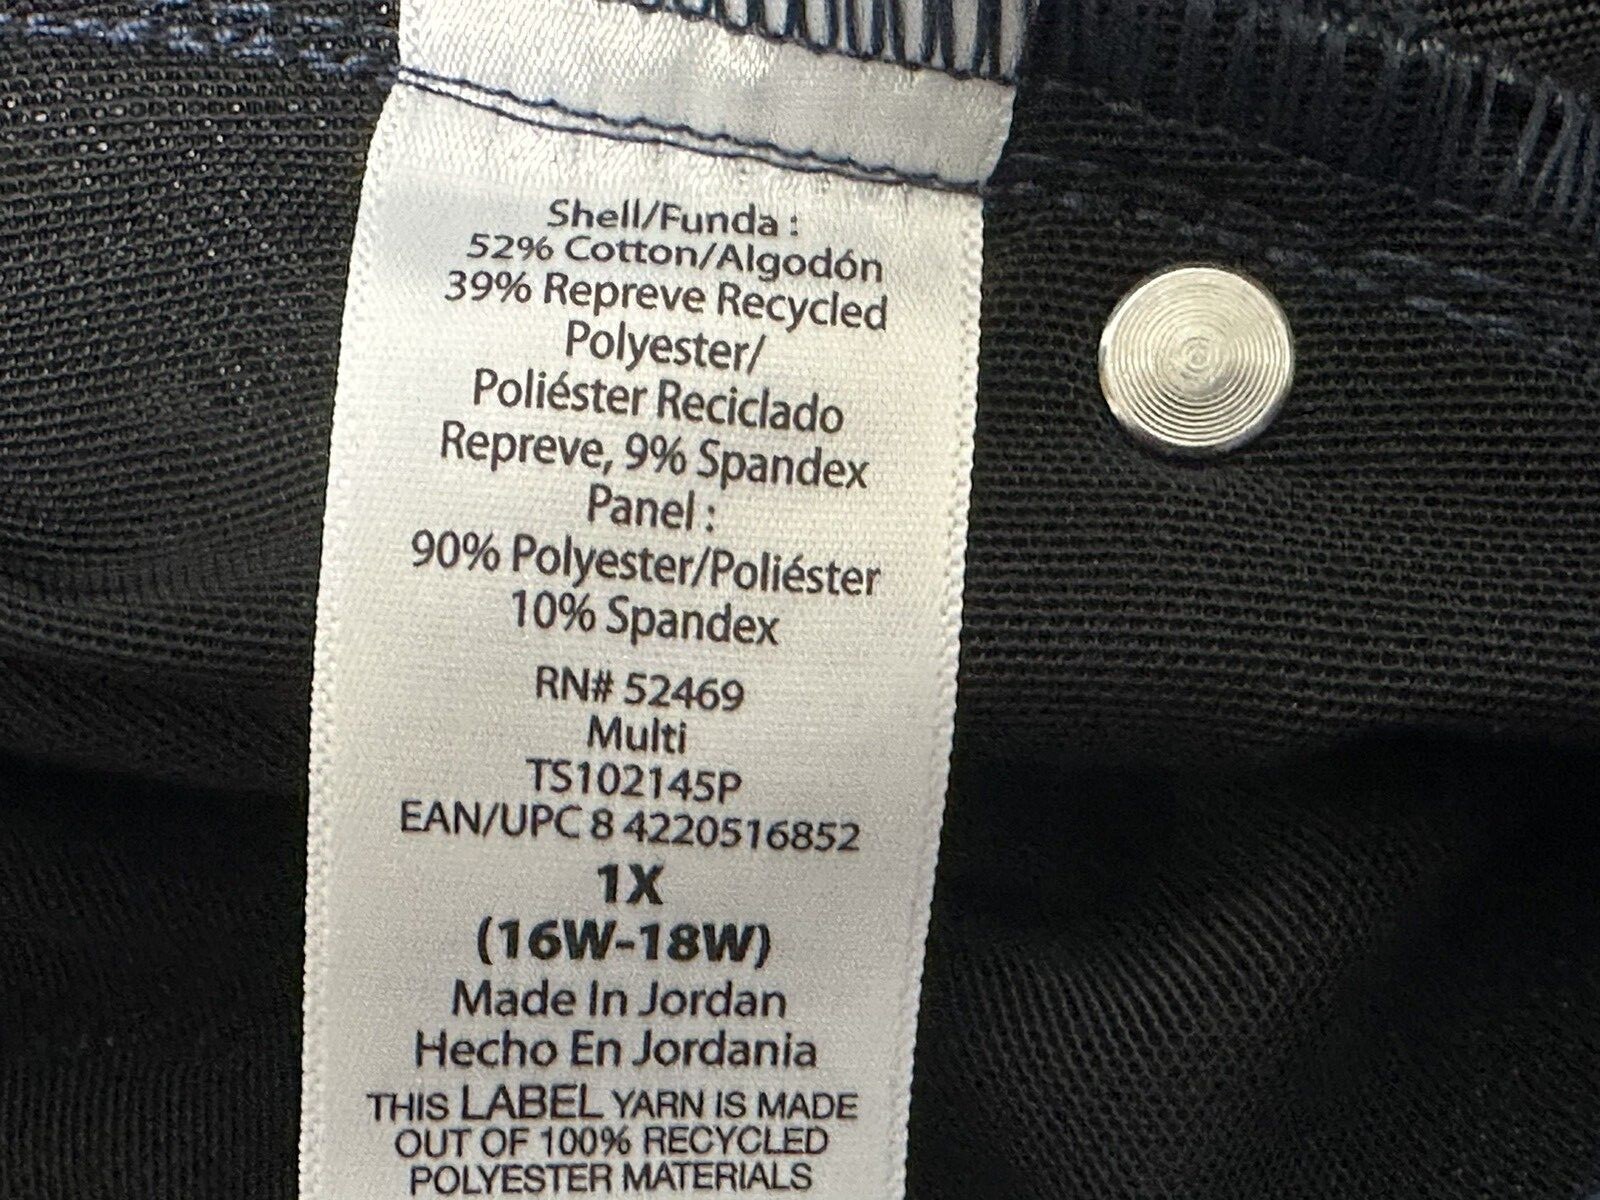 Shell/Funda :
52% Cotton/Algodón
39% Repreve Recycled
Polyester/
Poliéster Reciclado
Repreve, 9% Spandex
Panel :
90% Polyester/Poliéster
10% Spandex
RN# 52469
Multi
TS102145P
EAN/UPC 8 4220516852
1X
(16W-18W)
Made In Jordan
Hecho En Jordania
THIS LABEL YARN IS MADE
OUT OF 100% RECYCLED
POLYESTER MATERIALS